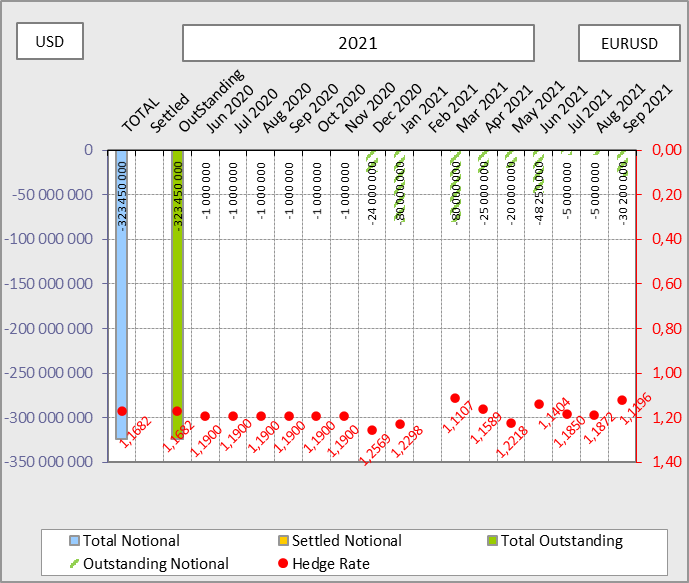 USD
2021
EURUSD
TOTAL
Settled
OutStanding
Jun 2020
Jul 2020
Aug 2020
Sep 2020
Oct 2020
Nov 2020
Dec 2020
Jan 2021
Feb 2021
Mar 2021
Apr 2021
May 2021
Jun 2021
Jul 2021
Aug 2021
Sep 2021
0
-50 000 000
-100 000 000
-150 000 000
-200 000 000
-250 000 000
-300 000 000
-350 000 000
-323 450 000
-323 450 000
-1 000 000
-1 000 000
-1 000 000
-1 000 000
-1 000 000
-1 000 000
-24 000 000
-80 000 000
-80 000 000
-25 000 000
-20 000 000
-48 250 000
-5 000 000
-5 000 000
-30 200 000
0,00
0,20
0,40
0,60
0,80
1,00
1,20
1,40
1,1682
1,1682
1,1900
1,1900
1,1900
1,1900
1,1900
1,1900
1,2569
1,2298
1,1107
1,1589
1,2218
1,1404
1,1850
1,1872
1,1196
Total Notional
Settled Notional
Total Outstanding
Outstanding Notional
Hedge Rate